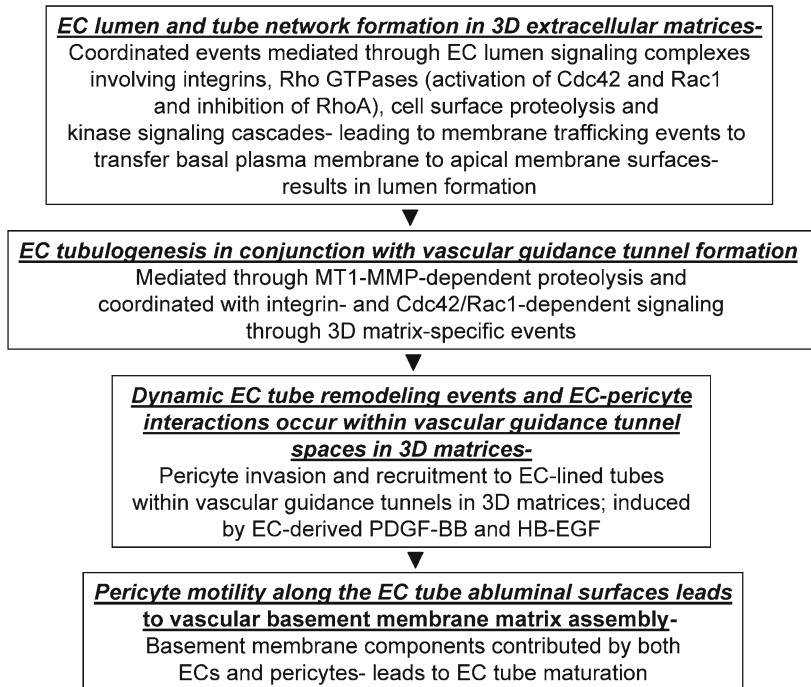 EC lumen and tube network formation in 3D extracellular matrices-
Coordinated events mediated through EC lumen signaling complexes
involving integrins, Rho GTPases (activation of Cdc42 and Rac1
and inhibition of RhoA), cell surface proteolysis and
kinase signaling cascades- leading to membrane trafficking events to
transfer basal plasma membrane to apical membrane surfaces-
results in lumen formation
EC tubulogenesis in conjunction with vascular guidance tunnel formation
Mediated through MT1-MMP-dependent proteolysis and
coordinated with integrin- and Cdc42/Rac1-dependent signaling
through 3D matrix-specific events
Dynamic EC tube remodeling events and EC-pericyte
interactions occur within vascular guidance tunnel
spaces in 3D matrices-
Pericyte invasion and recruitment to EC-lined tubes
within vascular guidance tunnels in 3D matrices; induced
by EC-derived PDGF-BB and HB-EGF
Pericyte motility along the EC tube abluminal surfaces leads
to vascular basement membrane matrix assembly-
Basement membrane components contributed by both
ECs and pericytes- leads to EC tube maturation